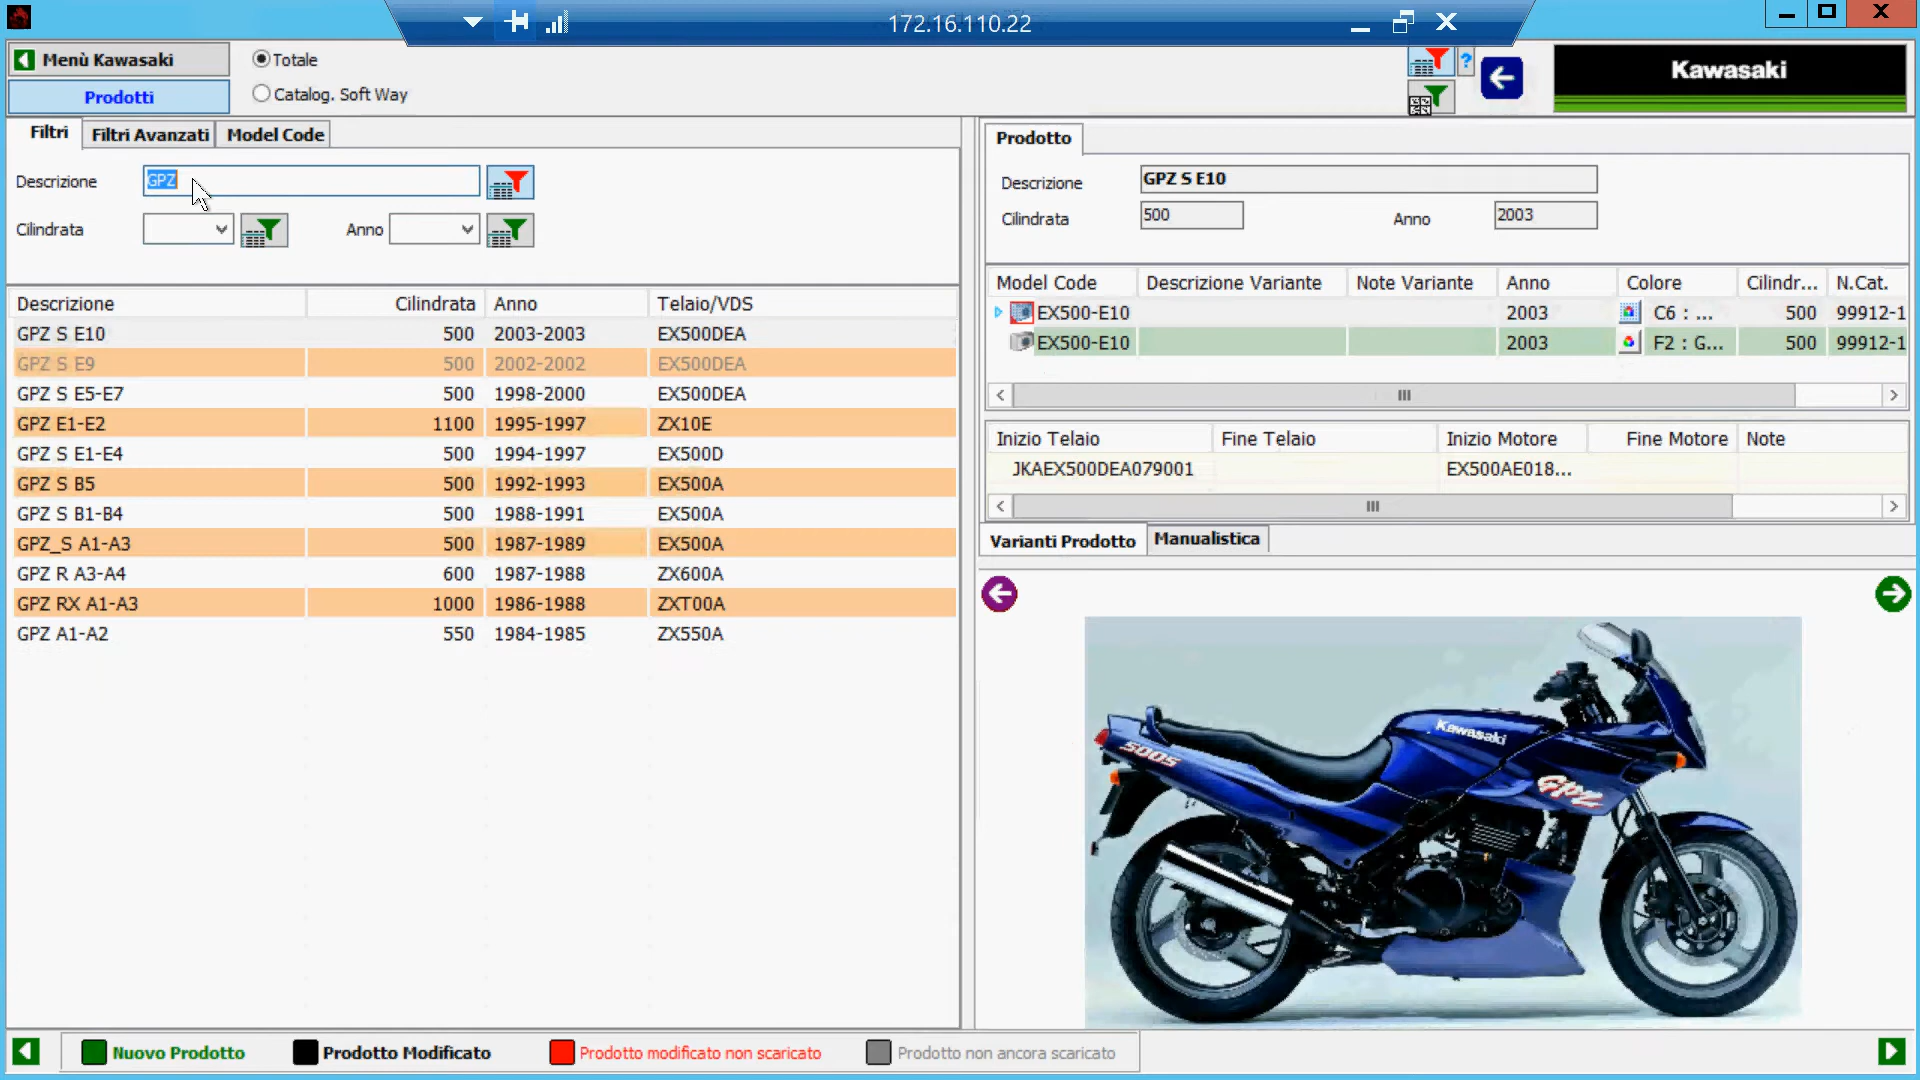 172.16.110.22
Menù Kawasaki
Totale
Prodotti
Catalog. Soft Way
?
Kawasaki
Filtri
Filtri Avanzati
Model Code
Descrizione
GPZ
Cilindrata
Anno
Descrizione Cilindrata Anno Telaio/VDS
GPZ S E10 500 2003-2003 EX500DEA
GPZ S E9 500 2002-2002 EX500DEA
GPZ S E5-E7 500 1998-2000 EX500DEA
GPZ E1-E2 1100 1995-1997 ZX10E
GPZ S E1-E4 500 1994-1997 EX500D
GPZ S B5 500 1992-1993 EX500A
GPZ S B1-B4 500 1988-1991 EX500A
GPZ_S A1-A3 500 1987-1989 EX500A
GPZ R A3-A4 600 1987-1988 ZX600A
GPZ RX A1-A3 1000 1986-1988 ZXT00A
GPZ A1-A2 550 1984-1985 ZX550A
Prodotto
Descrizione GPZ S E10
Cilindrata 500 Anno 2003
Model Code Descrizione Variante Note Variante Anno Colore Cilindr... N.Cat.
EX500-E10 2003 C6 : ... 500 99912-1
EX500-E10 2003 F2 : G... 500 99912-1
Inizio Telaio Fine Telaio Inizio Motore Fine Motore Note
JKAEX500DEA079001 EX500AE018...
Varianti Prodotto
Manualistica
Kawasaki
500S
GPZ
Nuovo Prodotto
Prodotto Modificato
Prodotto modificato non scaricato
Prodotto non ancora scaricato